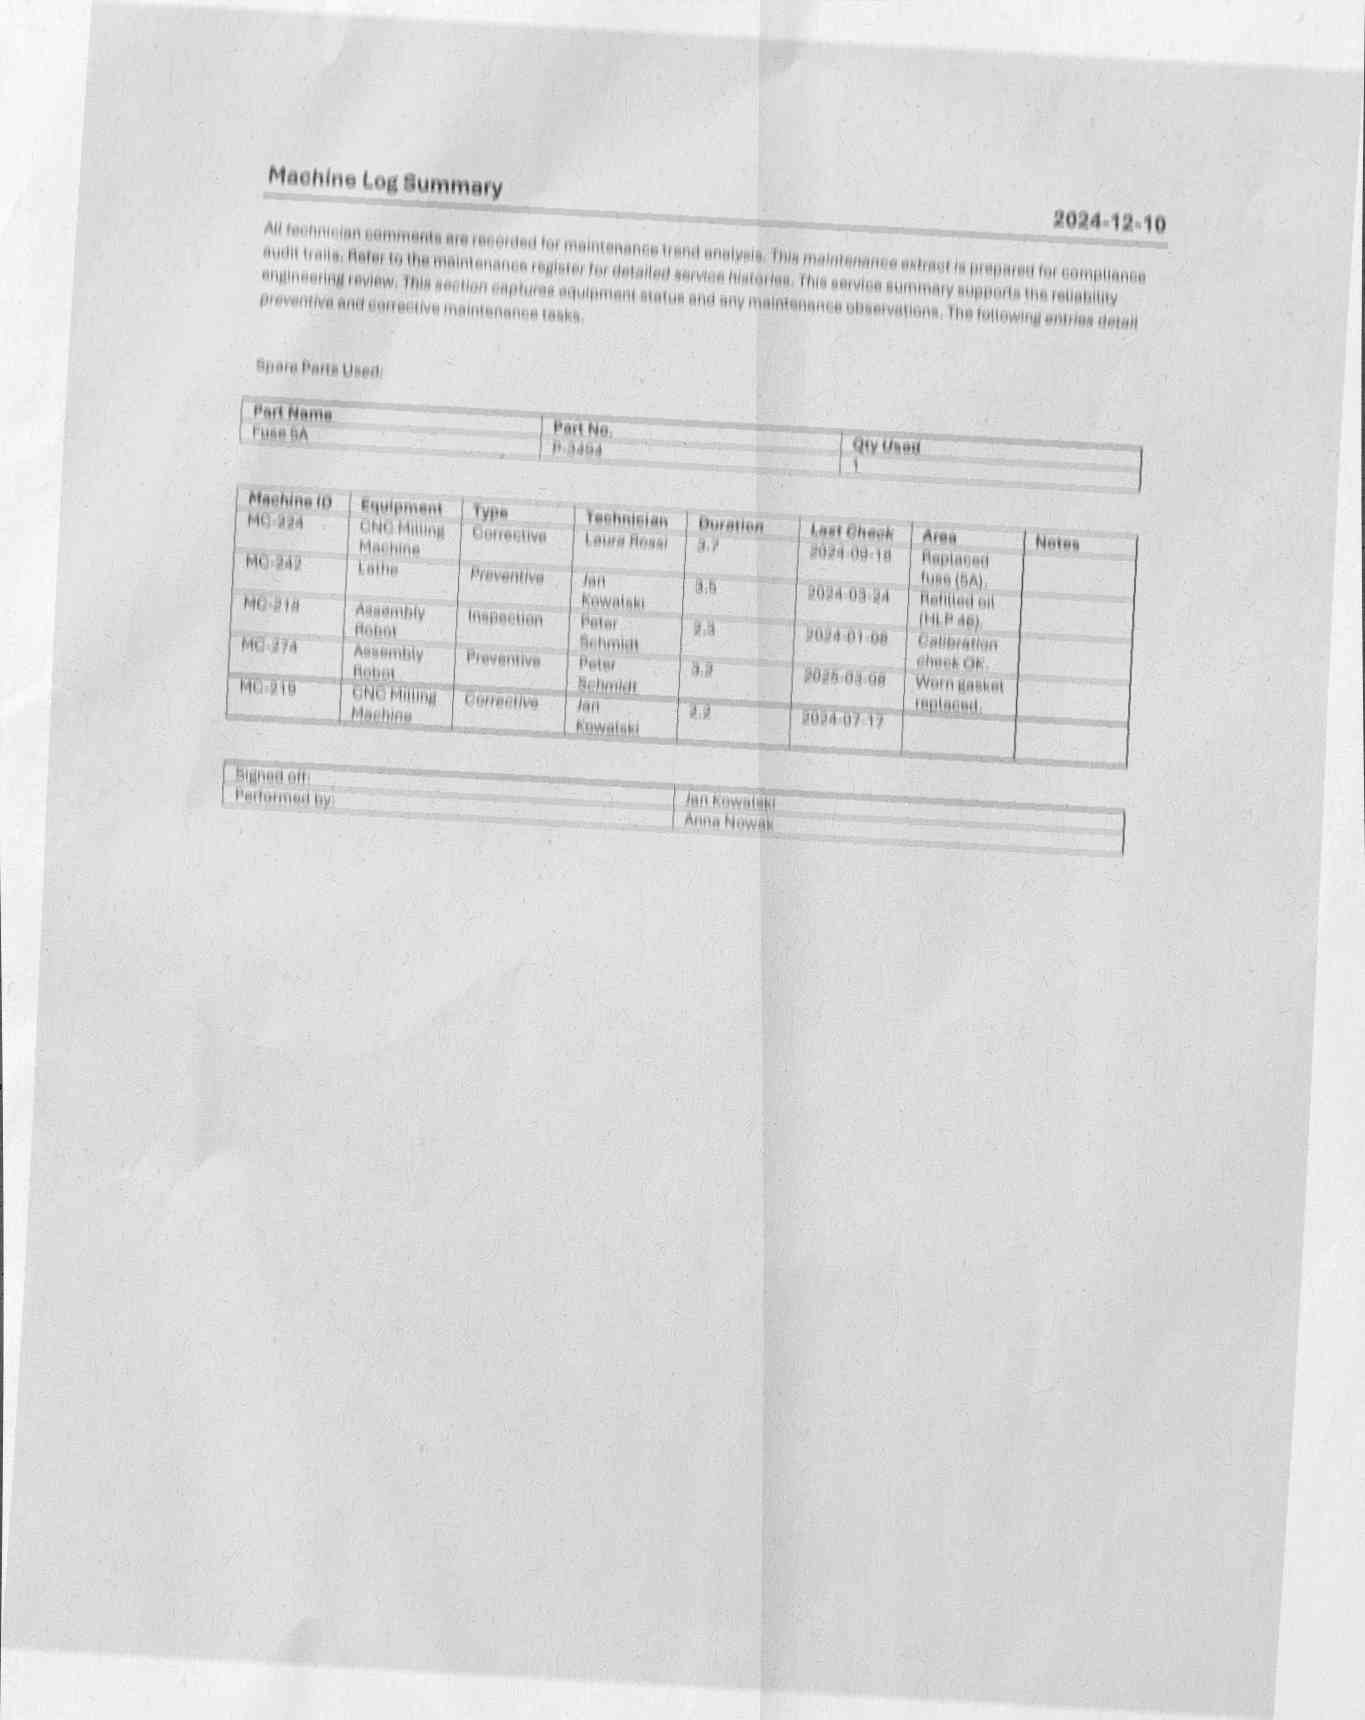 Machine Log Summary
2024-12-10
All technician comments are recorded for maintenance trend analysis. This maintenance extract is prepared for compliance
audit trails. Refer to the maintenance register for detailed service histories. This service summary supports the reliability
engineering review. This section captures equipment status and any maintenance observations. The following entries detail
preventive and corrective maintenance tasks.
Spare Parts Used:
Part Name Part No. Qty Used
Fuse 5A P-3494 1
Machine ID Equipment Type Technician Duration Last Check Area Notes
MC-224 CNC Milling Corrective Laura Rossi 3.7 2024-09-18 Replaced
Machine fuse (5A).
MC-242 Lathe Preventive Jan 3.5 2024-03-24 Refilled oil
Kowalski (HLP 46).
MC-218 Assembly Inspection Peter 2.3 2024-01-08 Calibration
Robot Schmidt check OK.
MC-274 Assembly Preventive Peter 3.2 2025-03-08 Worn gasket
Robot Schmidt replaced.
MC-219 CNC Milling Corrective Jan 2.2 2024-07-17
Machine Kowalski
Signed off: Jan Kowalski
Performed by: Anna Nowak